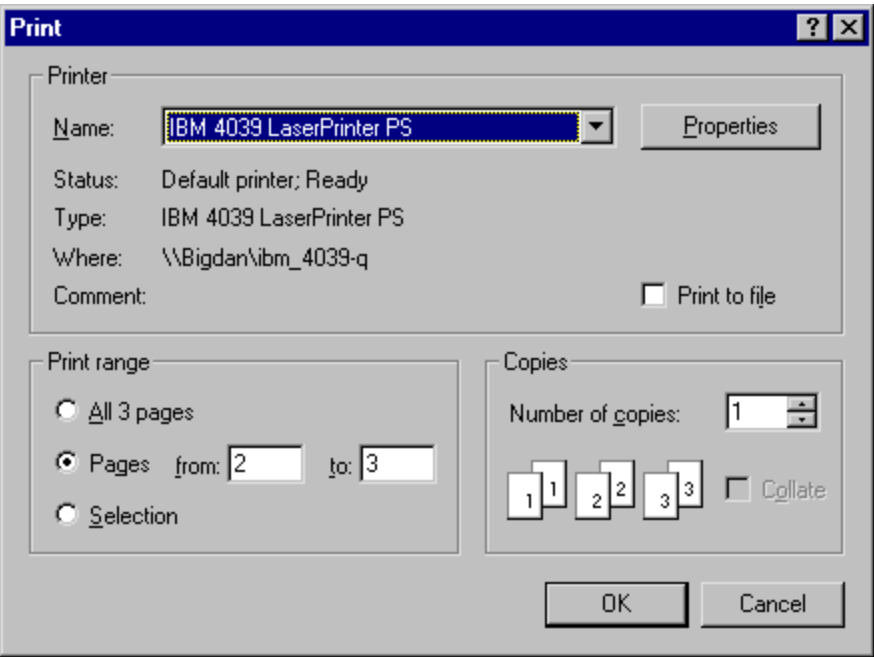 Print
Printer
Name: IBM 4039 LaserPrinter PS Properties
Status: Default printer; Ready
Type: IBM 4039 LaserPrinter PS
Where: \\Bigdan\ibm_4039-q
Comment: Print to file
Print range
All 3 pages
Pages from: 2 to: 3
Selection
Copies
Number of copies: 1
1 1 2 2 3 3 Collate
OK Cancel